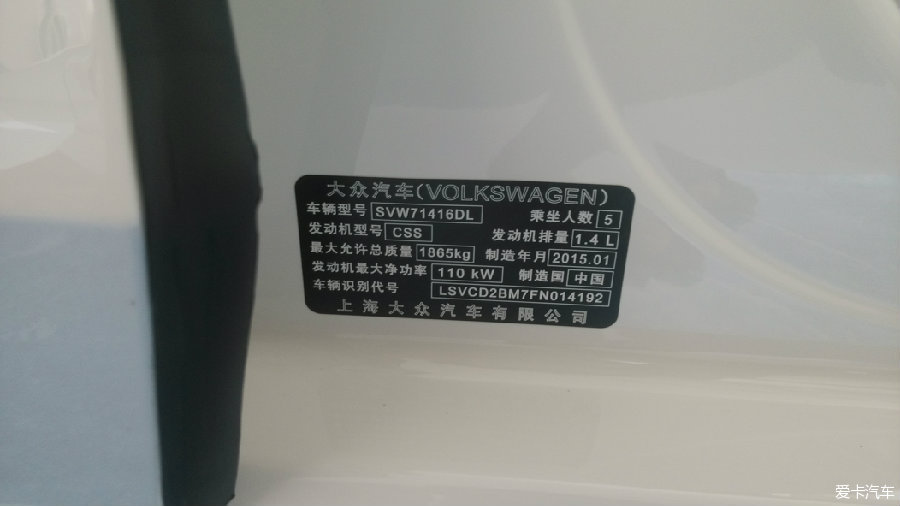 大众汽车(VOLKSWAGEN)
车辆型号 SVW71416DL 乘坐人数 5
发动机型号 CSS 发动机排量 1.4 L
最大允许总质量 1865kg 制造年月 2015.01
发动机最大净功率 110 kW 制造国 中国
车辆识别代号 LSVCD2BM7FN014192
上海大众汽车有限公司
爱卡汽车